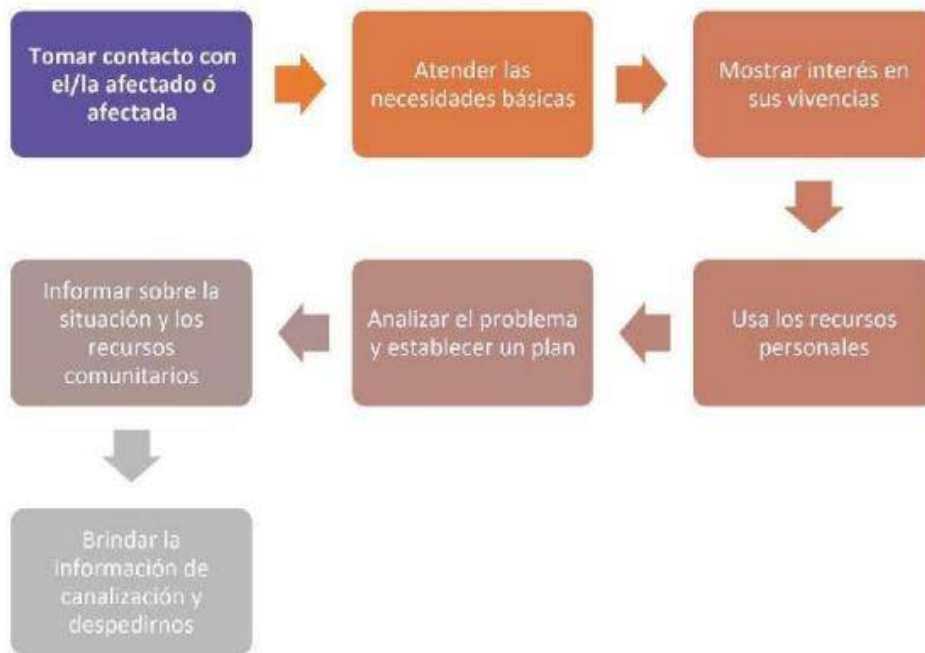 Tomar contacto con
el/la afectado ó
afectada
Atender las
necesidades básicas
Mostrar interés en
sus vivencias
Usa los recursos
personales
Analizar el problema
y establecer un plan
Informar sobre la
situación y los
recursos
comunitarios
Brindar la
información de
canalización y
despedirnos